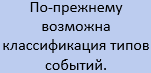 По-прежнему
возможна
классификация типов
событий.